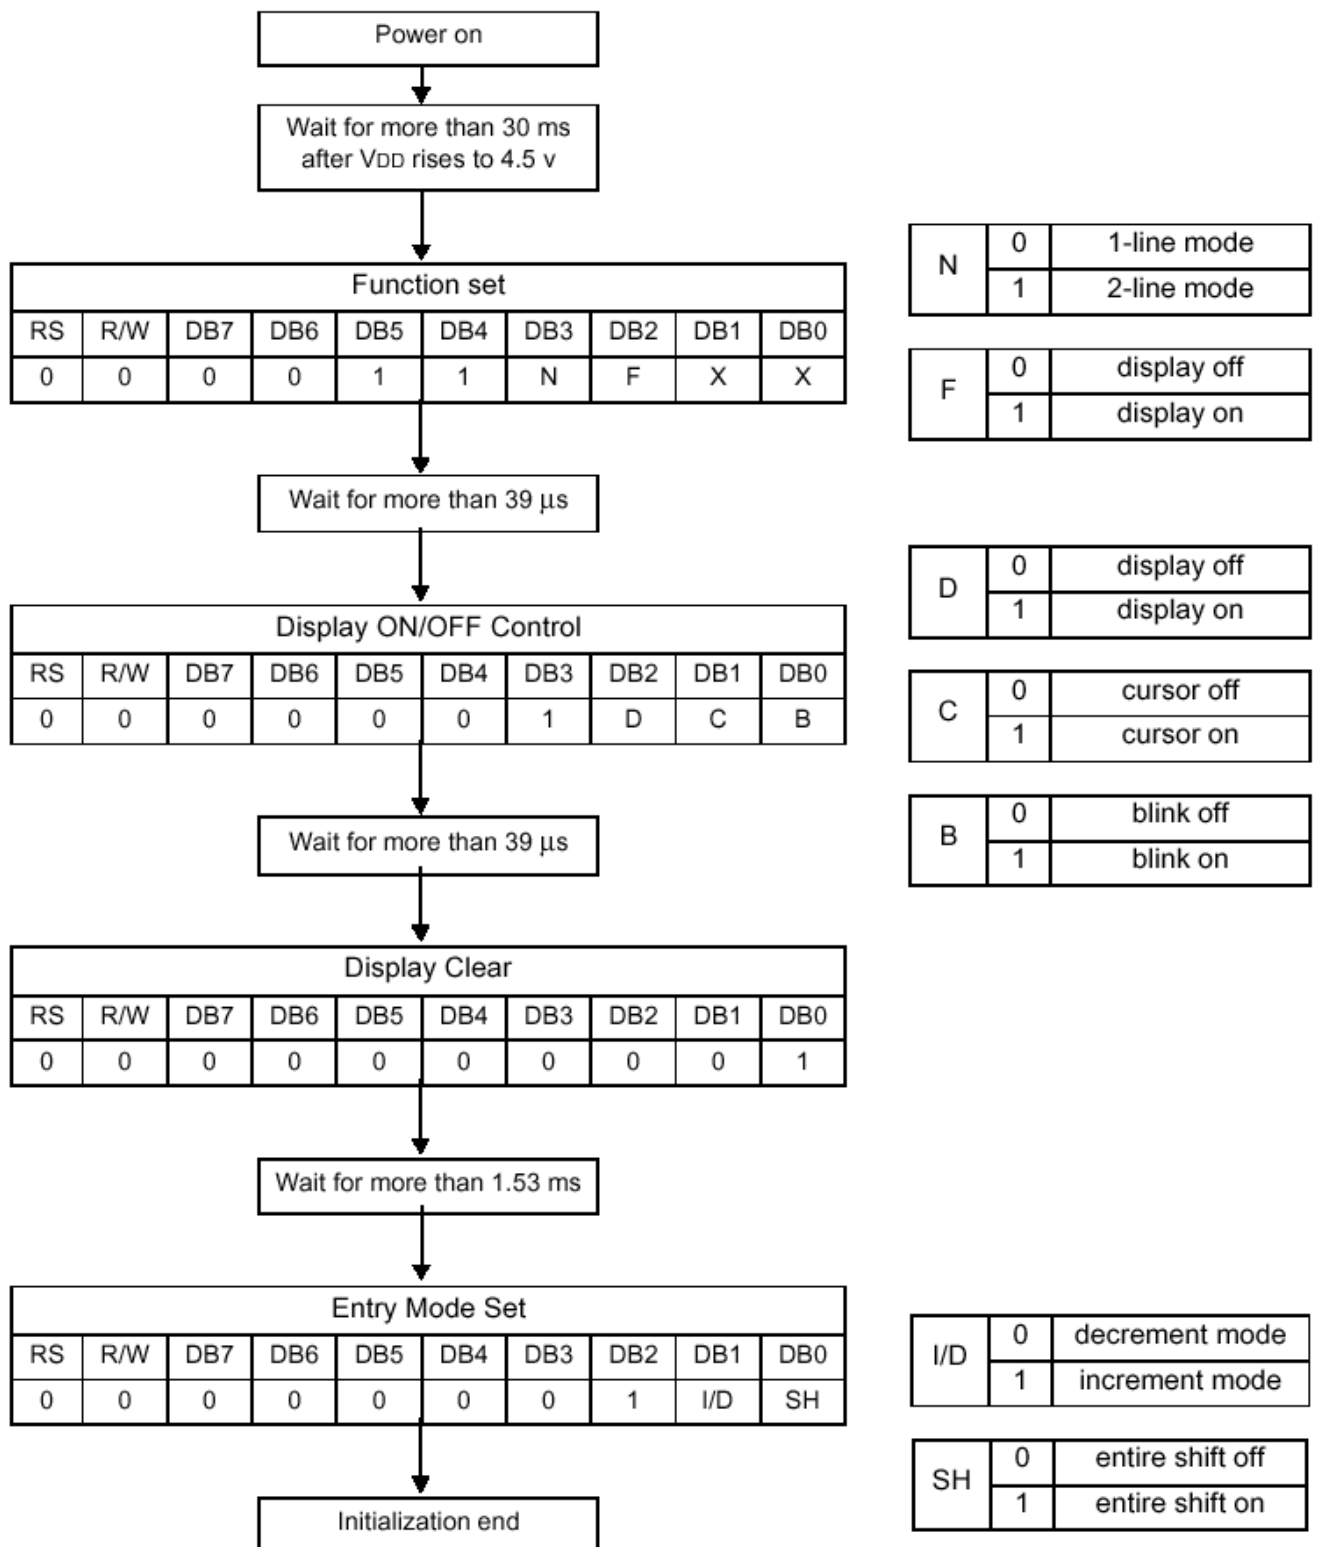 Power on
Wait for more than 30 ms
after VDD rises to 4.5 v
Function set
RS R/W DB7 DB6 DB5 DB4 DB3 DB2 DB1 DB0
0 0 0 0 1 1 N F X X
N 0 1-line mode
1 2-line mode
F 0 display off
1 display on
Wait for more than 39 μs
Display ON/OFF Control
RS R/W DB7 DB6 DB5 DB4 DB3 DB2 DB1 DB0
0 0 0 0 0 0 1 D C B
D 0 display off
1 display on
C 0 cursor off
1 cursor on
B 0 blink off
1 blink on
Wait for more than 39 μs
Display Clear
RS R/W DB7 DB6 DB5 DB4 DB3 DB2 DB1 DB0
0 0 0 0 0 0 0 0 0 1
Wait for more than 1.53 ms
Entry Mode Set
RS R/W DB7 DB6 DB5 DB4 DB3 DB2 DB1 DB0
0 0 0 0 0 0 0 1 I/D SH
I/D 0 decrement mode
1 increment mode
SH 0 entire shift off
1 entire shift on
Initialization end